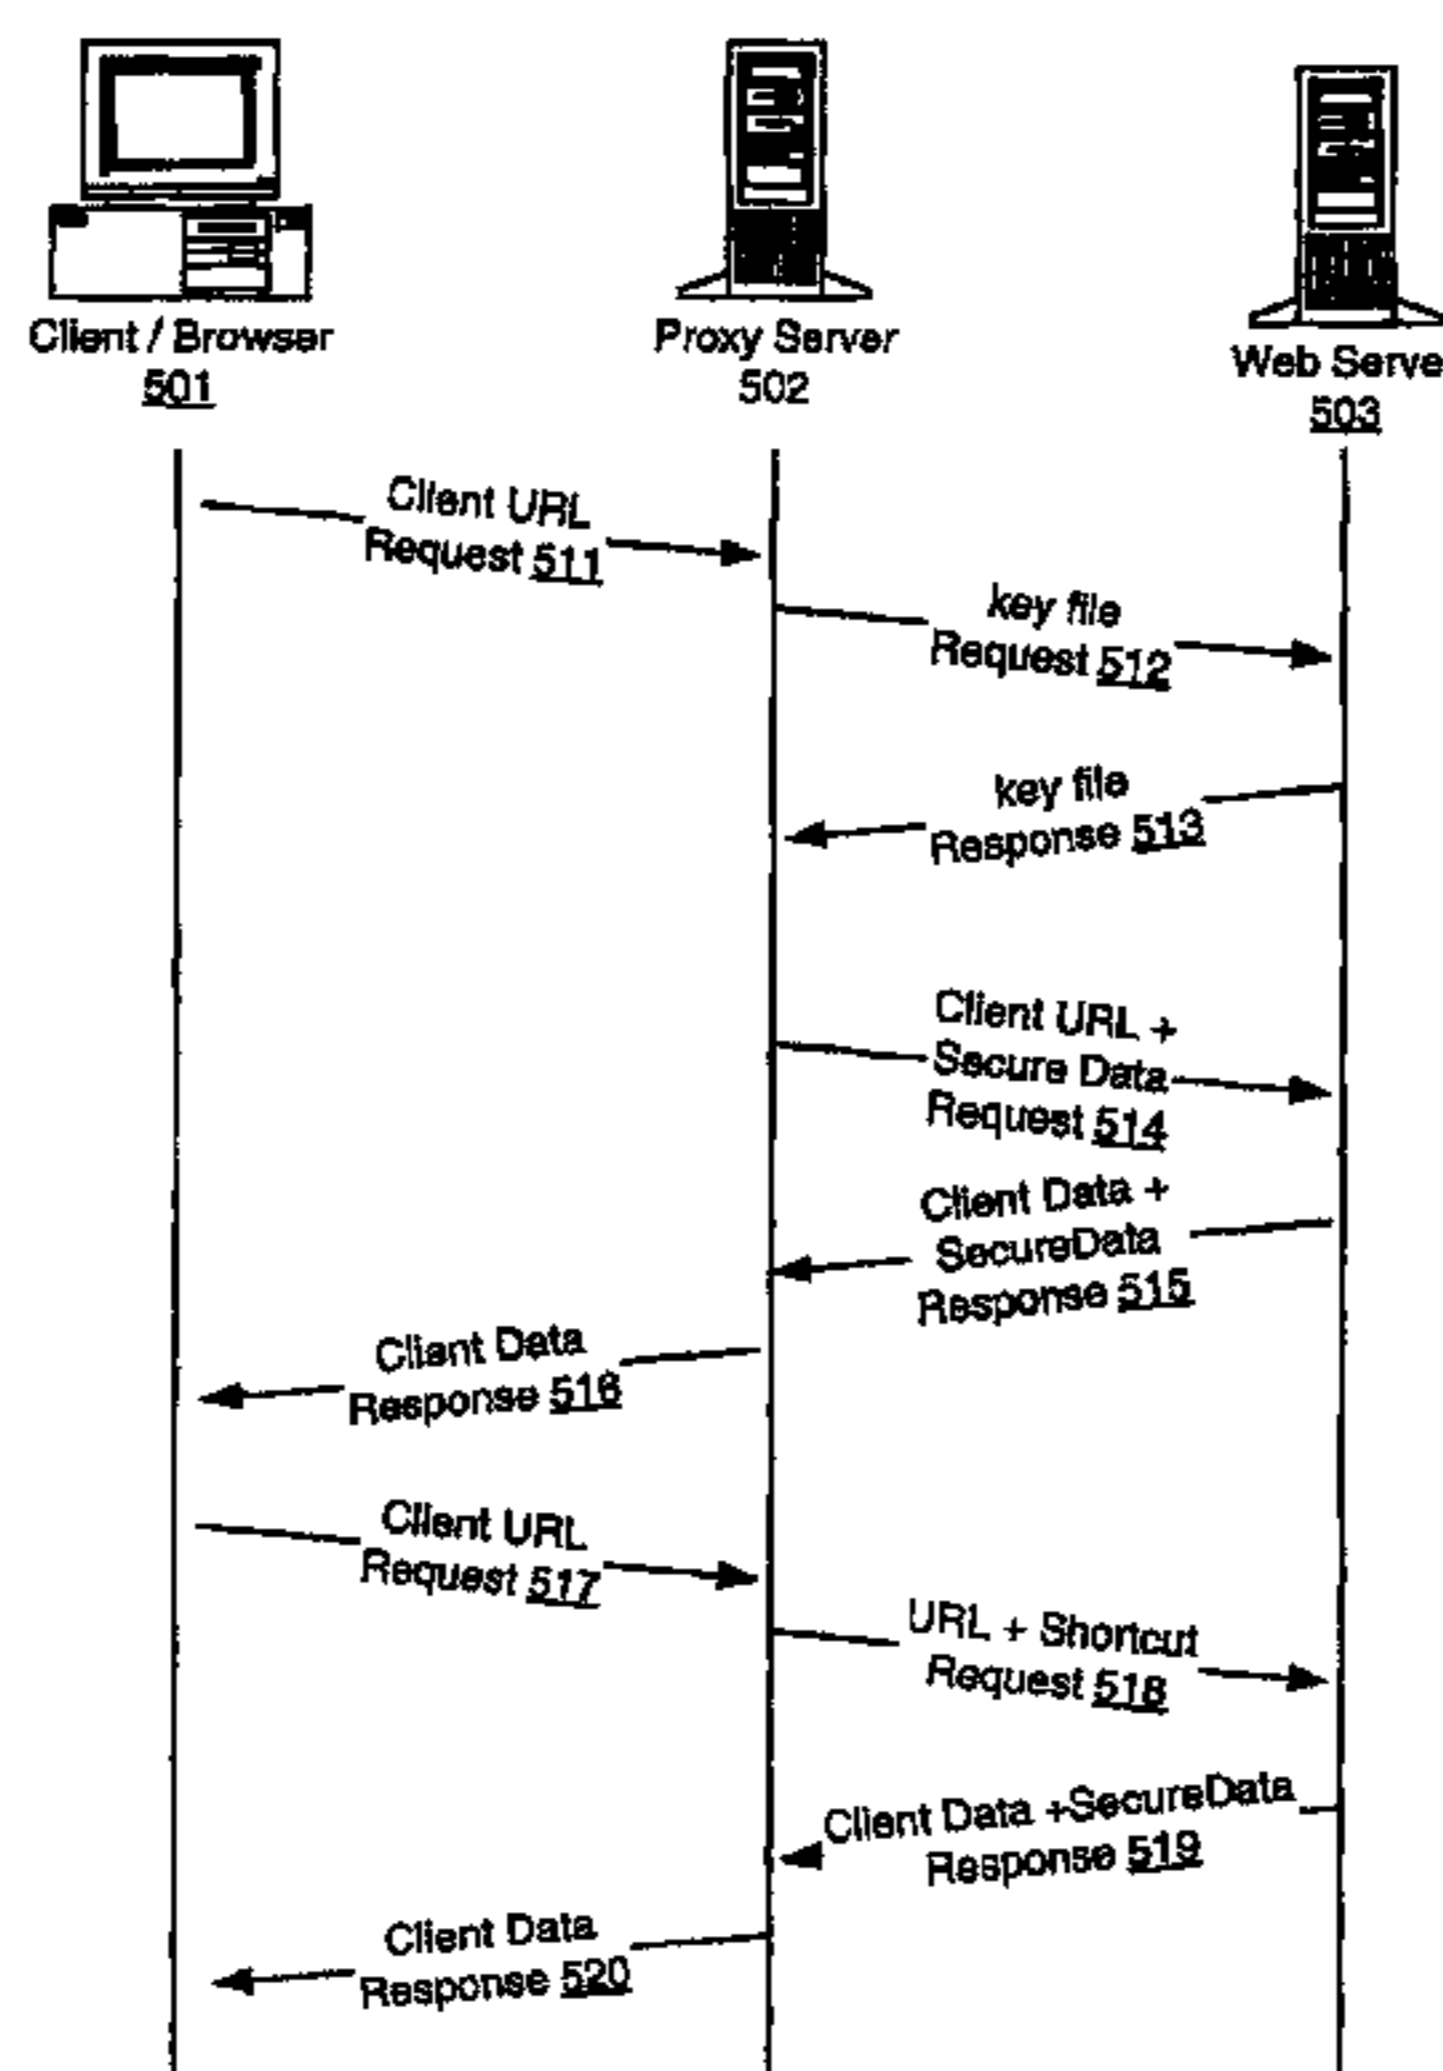 Client / Browser
501
Proxy Server
502
Web Serve
503
Client URL
Request 511
key file
Request 512
key file
Response 513
Client URL +
Secure Data
Request 514
Client Data +
SecureData
Response 515
Client Data
Response 516
Client URL
Request 517
URL + Shortcut
Request 518
Client Data +SecureData
Response 519
Client Data
Response 520